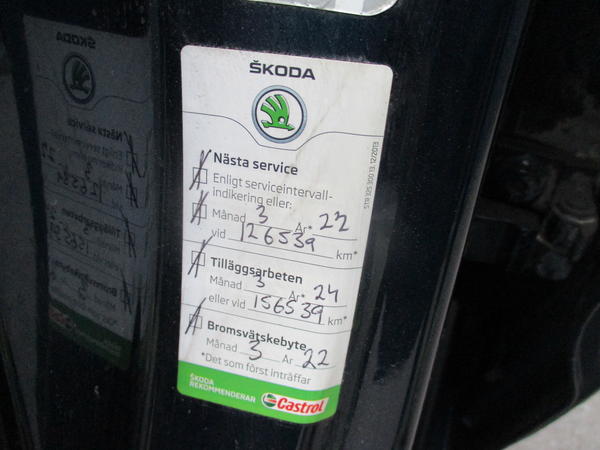 ŠKODA
Nästa service
Enligt serviceintervall-
indikering eller:
Månad 3 År* 22
vid 126539 km*
Tilläggsarbeten
Månad 3 År* 24
eller vid 156539 km*
Bromsvätskebyte
Månad 3 År 22
*Det som först inträffar
ŠKODA
REKOMMENDERAR
Castrol